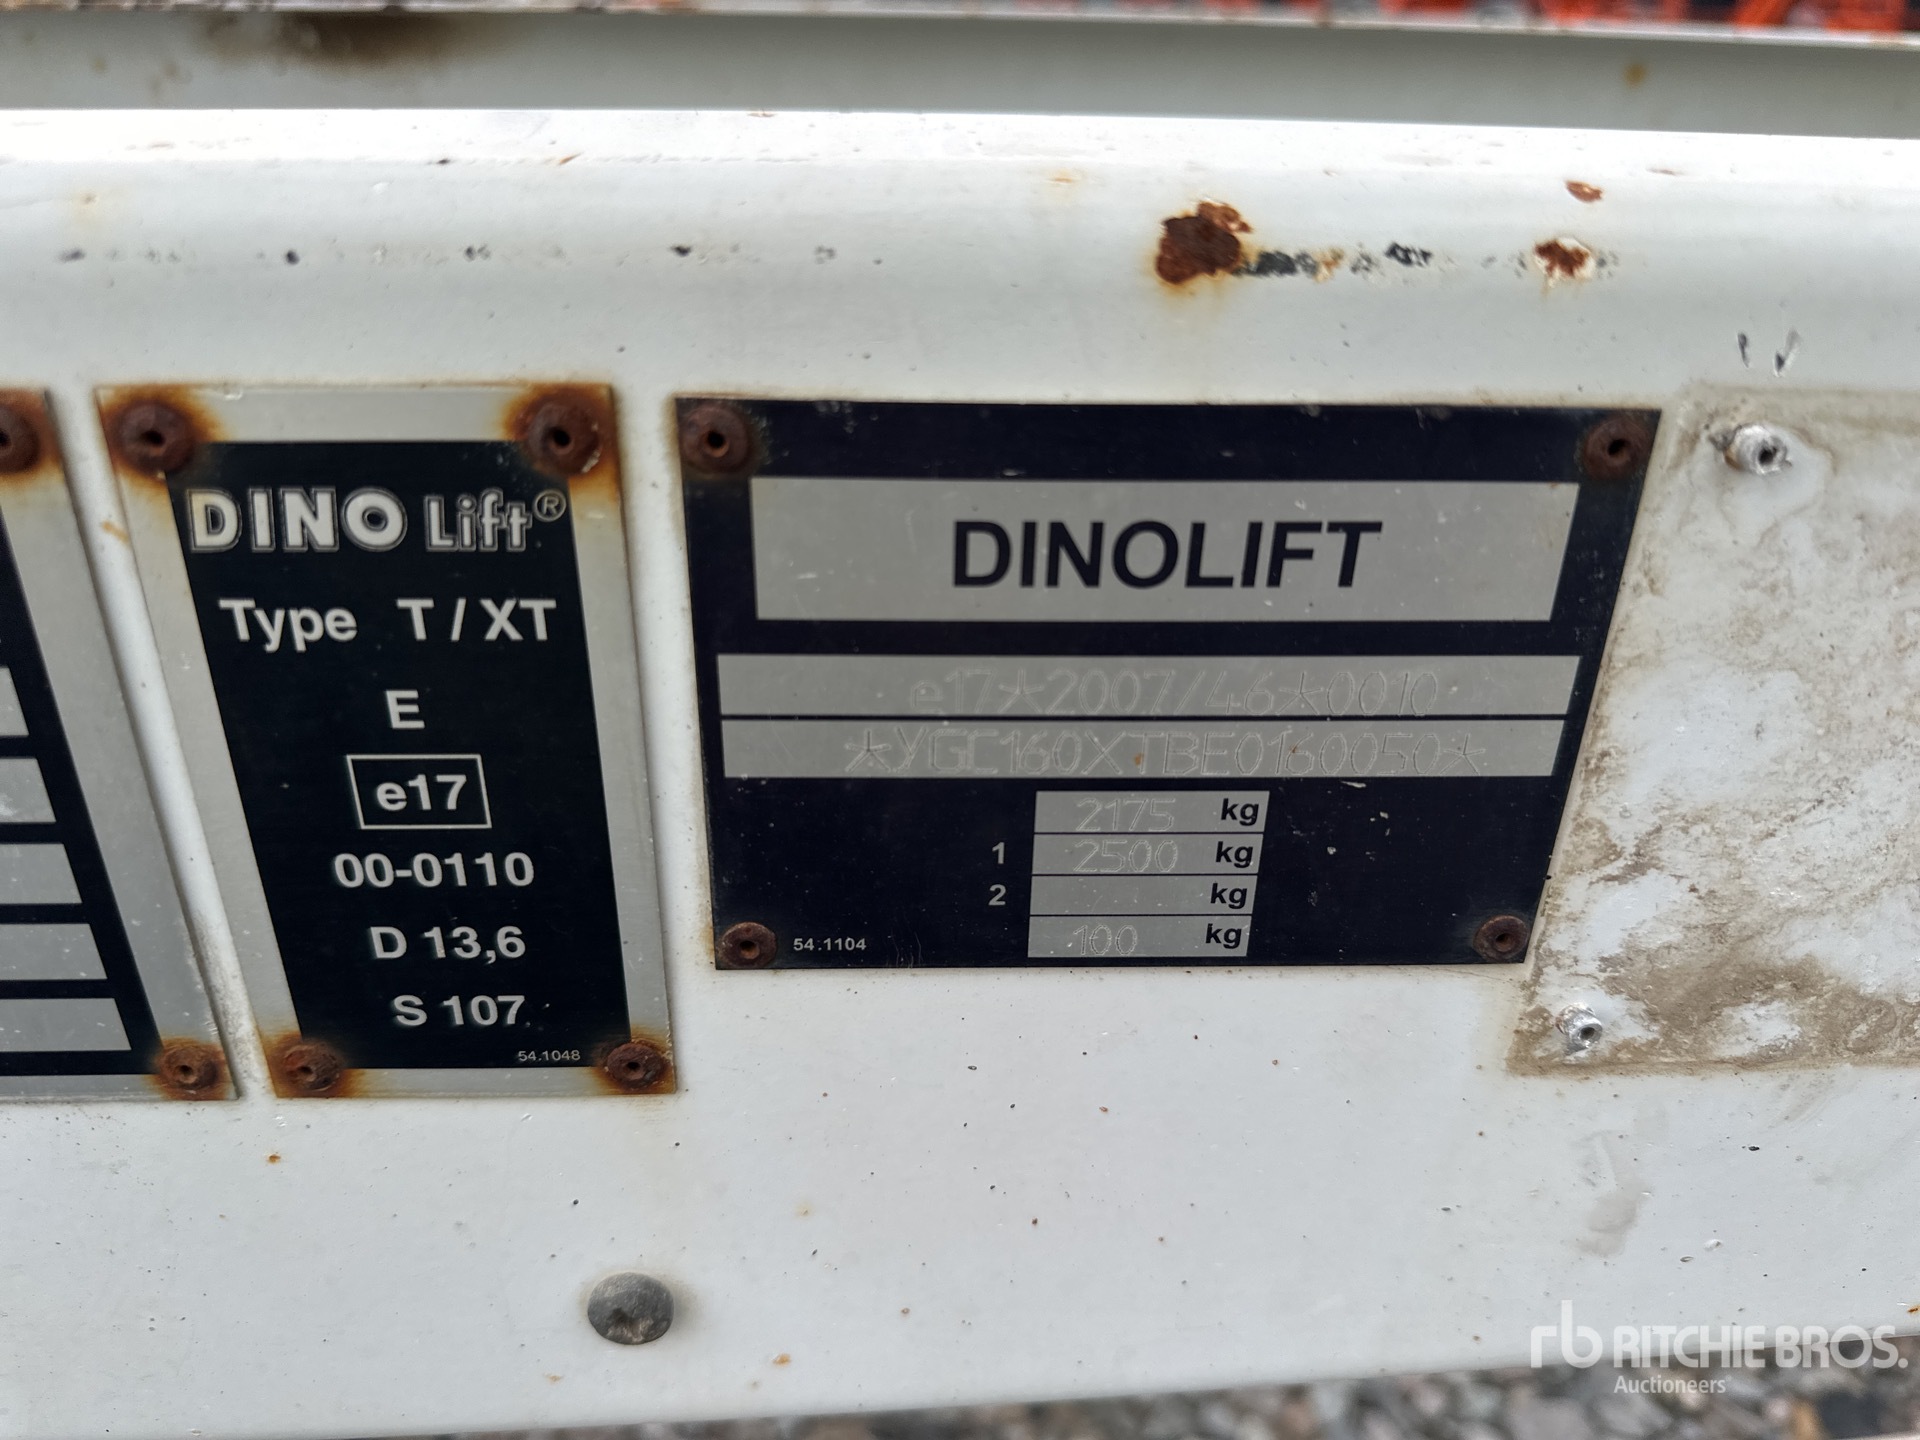 DINO Lift®
Type T / XT
E
e17
00-0110
D 13,6
S 107
54.1048
DINOLIFT
e17*2007/46*0010
*YGC160XTBE0160050*
2175 kg
1 2500 kg
2 kg
100 kg
54.1104
rb RITCHIE BROS.
Auctioneers